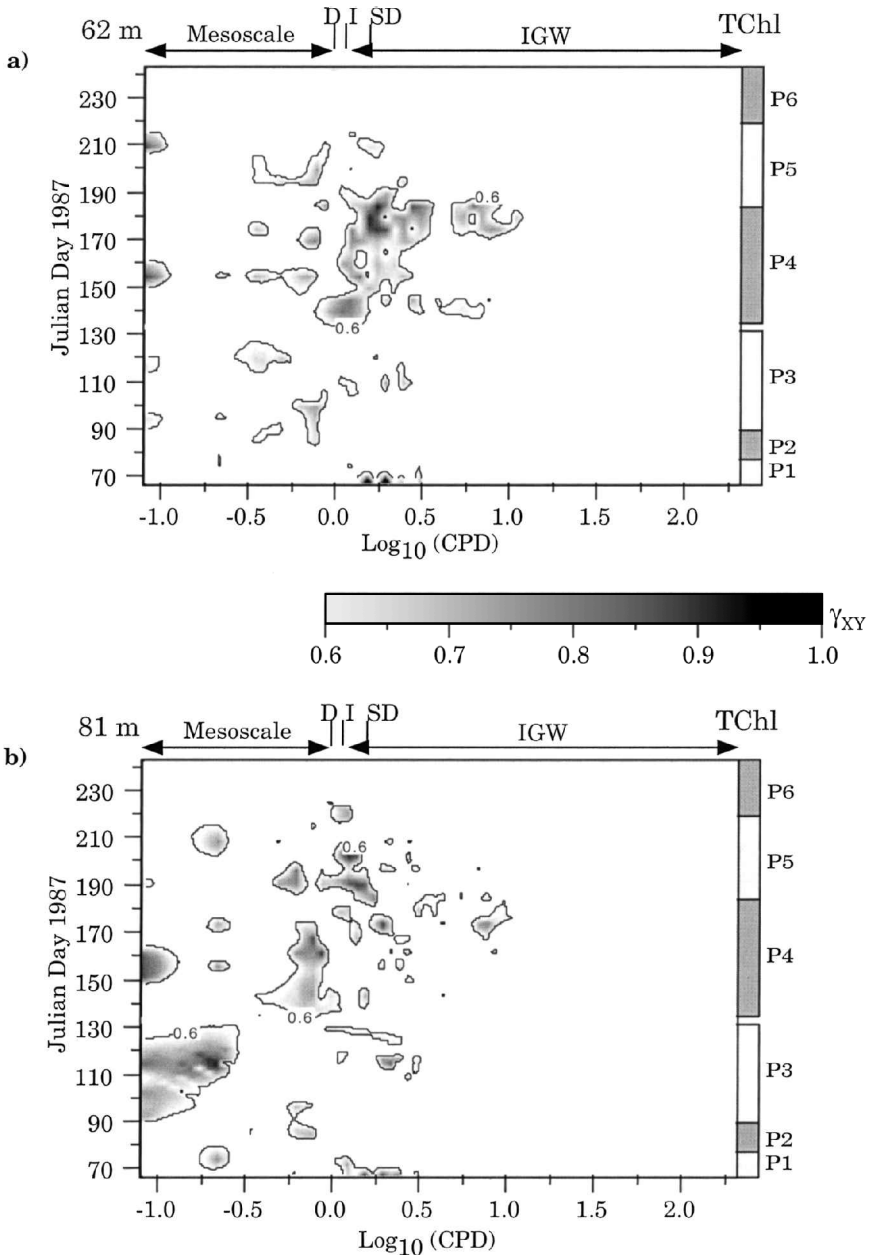 62 m
Mesoscale
D I SD
IGW
TChl
a)
230
210
190
170
150
130
110
90
70
Julian Day 1987
0.6
0.6
P6
P5
P4
P3
P2
P1
-1.0 -0.5 0.0 0.5 1.0 1.5 2.0
Log10 (CPD)
γXY
0.6 0.7 0.8 0.9 1.0
81 m
Mesoscale
D I SD
IGW
TChl
b)
230
210
190
170
150
130
110
90
70
Julian Day 1987
0.6
0.6
0.6
P6
P5
P4
P3
P2
P1
-1.0 -0.5 0.0 0.5 1.0 1.5 2.0
Log10 (CPD)